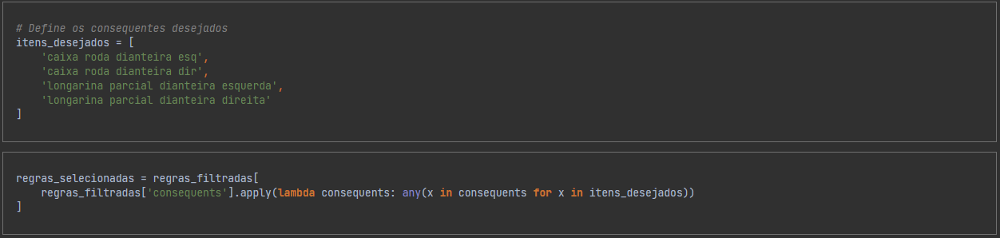 # Define os consequentes desejados
itens_desejados = [
    'caixa roda dianteira esq',
    'caixa roda dianteira dir',
    'longarina parcial dianteira esquerda',
    'longarina parcial dianteira direita'
]
regras_selecionadas = regras_filtradas[
    regras_filtradas['consequents'].apply(lambda consequents: any(x in consequents for x in itens_desejados))
]